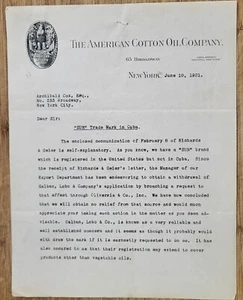 THE AMERICAN COTTON OIL COMPANY,
65 BROADWAY
NEW YORK June 19, 1921.
Archibald Cox, Esq.,
No. 165 Broadway,
New York City.
Dear Sir:
"SUN" Trade Mark in Cuba.
The enclosed communication of February 8 of Richards
& Geier is self-explanatory. As you know, we have a "SUN" brand
which is registered in the United States but not in Cuba. Since
the receipt of Richards & Geier's letter, the Manager of our
Export Department has been endeavoring to obtain a withdrawal of
Galban, Lobo & Company's application by broaching a request to
that effect through Oliveria & Co., Inc. We have now concluded that
we will obtain no relief from that source and would much
appreciate your taking such action in the matter as you deem ad-
visable. Galban, Lobo & Co., is known as a very reliable and
well established concern and it seems as though it probably would
with draw the mark if it is earnestly requested to do so. It has
also occurred to us that their registration may extend to cover
products other than vegetable oils.